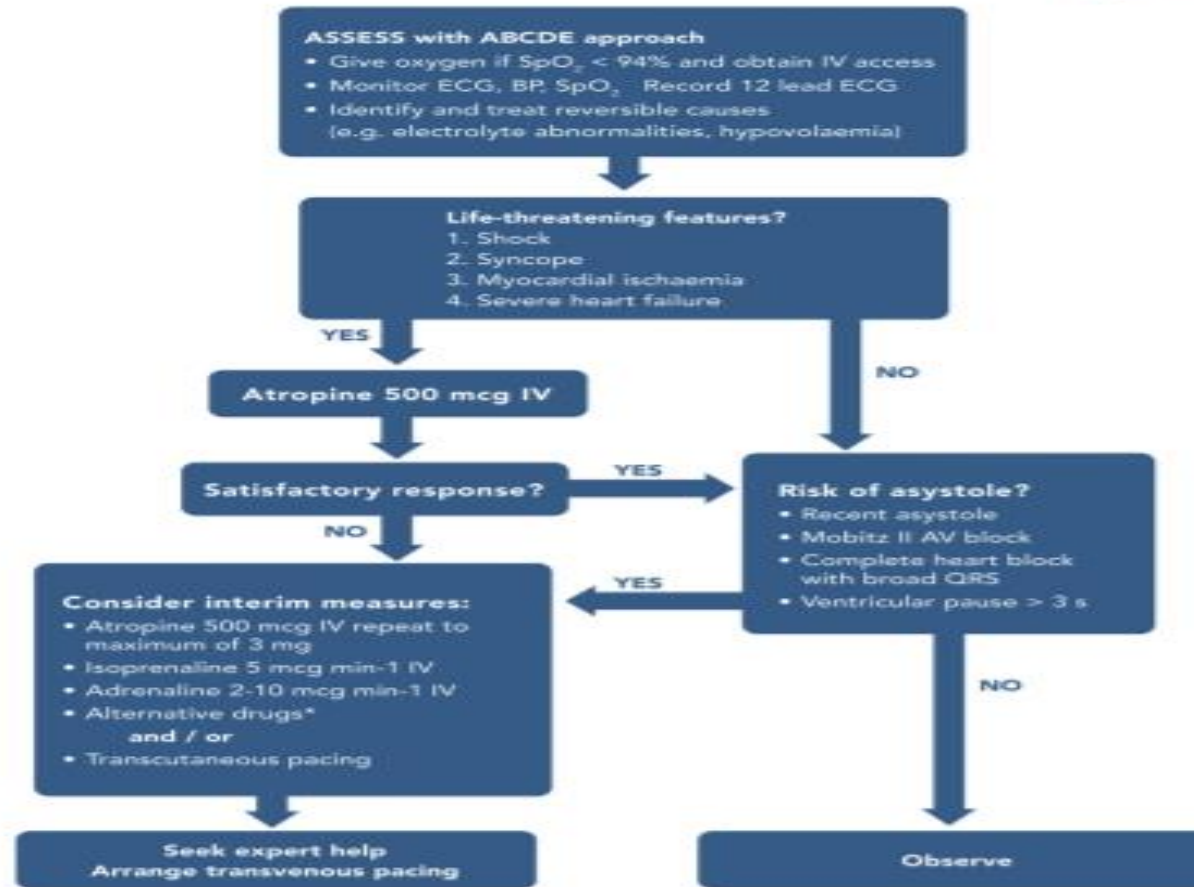 ASSESS with ABCDE approach
• Give oxygen if SpO₂ < 94% and obtain IV access
• Monitor ECG, BP, SpO₂ Record 12 lead ECG
• Identify and treat reversible causes
(e.g. electrolyte abnormalities, hypovolaemia)
Life-threatening features?
1. Shock
2. Syncope
3. Myocardial ischaemia
4. Severe heart failure
YES
NO
Atropine 500 mcg IV
Satisfactory response?
YES
NO
Risk of asystole?
• Recent asystole
• Mobitz II AV block
• Complete heart block
with broad QRS
• Ventricular pause > 3 s
YES
NO
Consider interim measures:
• Atropine 500 mcg IV repeat to
maximum of 3 mg
• Isoprenaline 5 mcg min-1 IV
• Adrenaline 2-10 mcg min-1 IV
• Alternative drugs*
and / or
• Transcutaneous pacing
Seek expert help
Arrange transvenous pacing
Observe